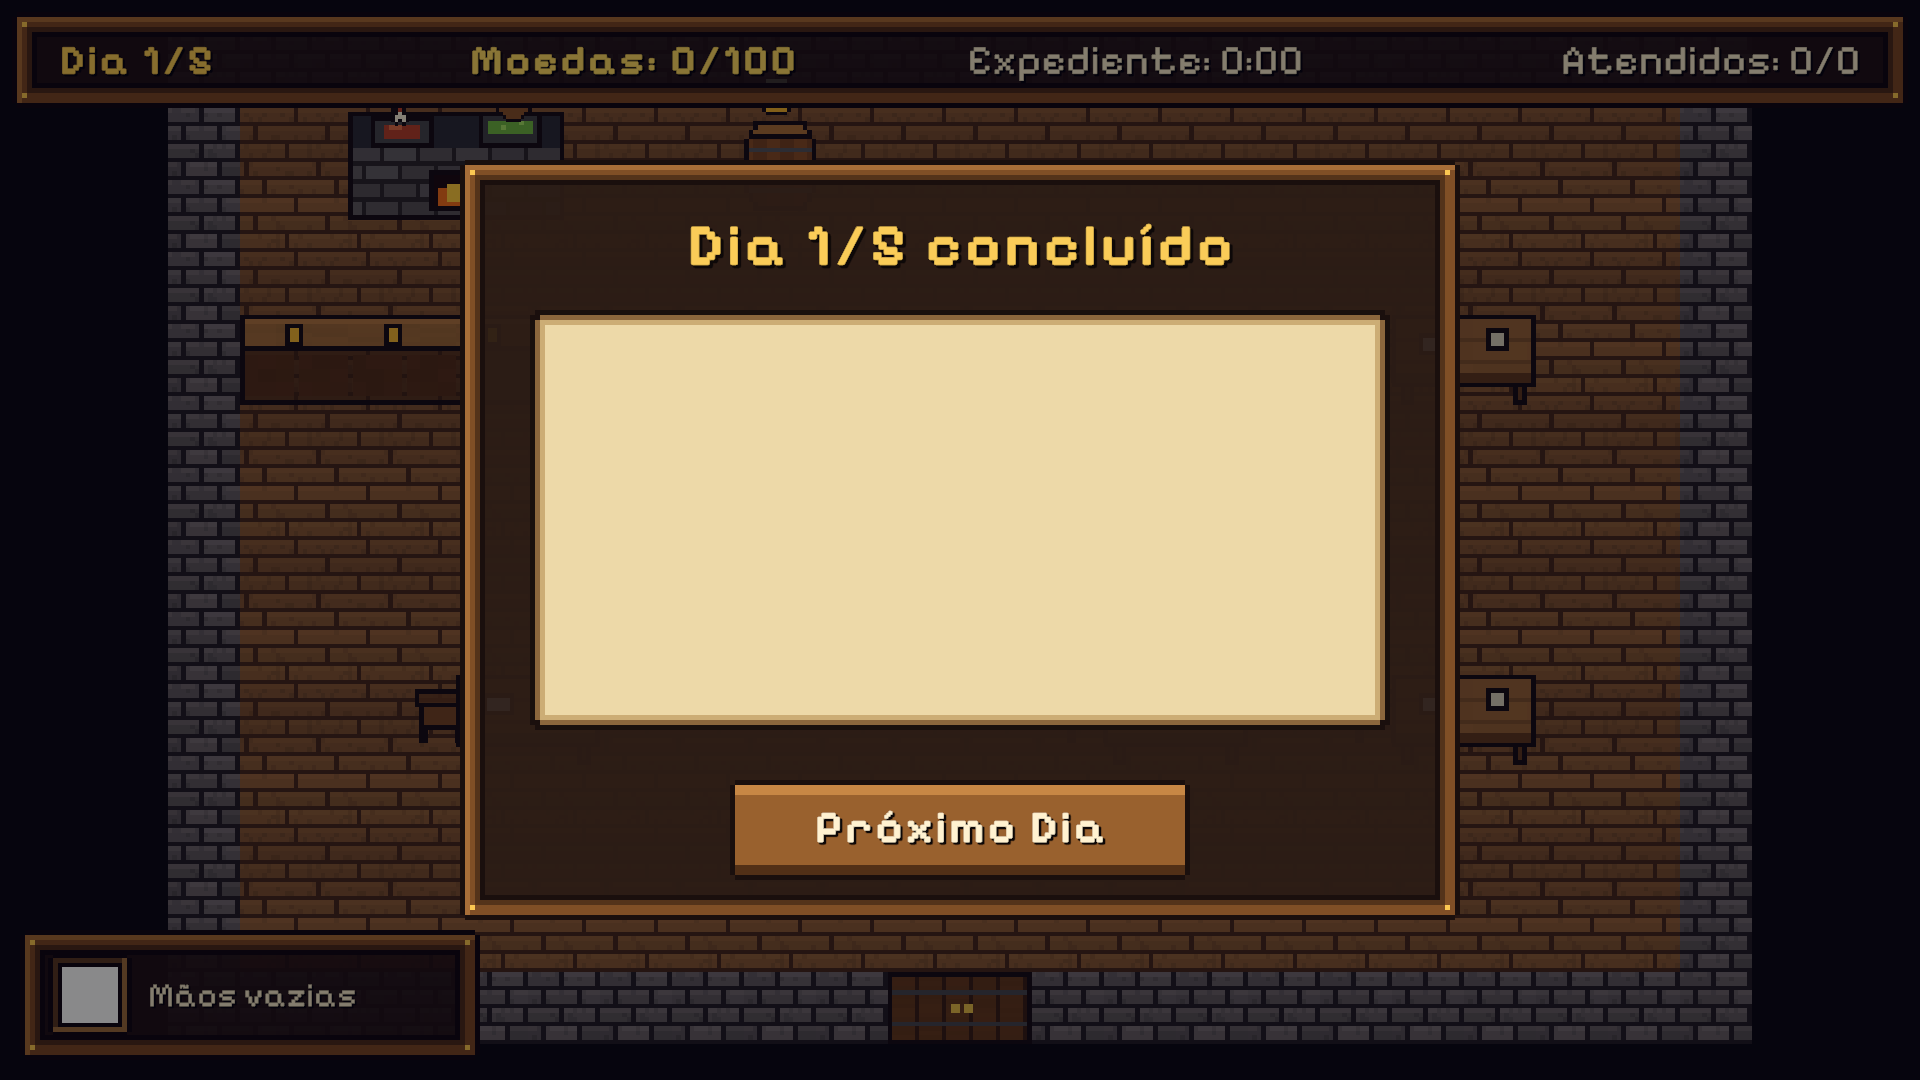 Dia 1/8
Moedas: 0/100
Expediente: 0:00
Atendidos: 0/0
Dia 1/8 concluído
Próximo Dia
Mãos vazias